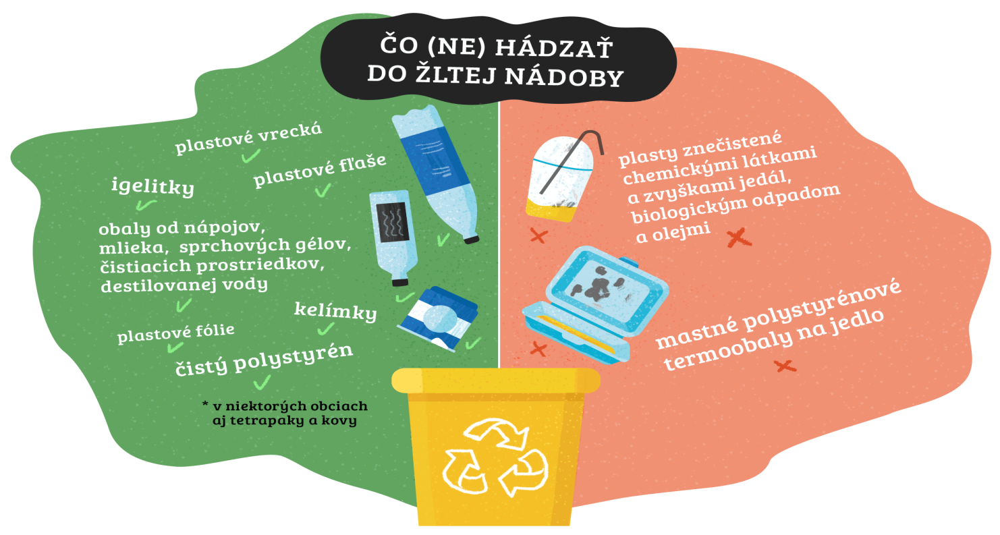 ČO (NE) HÁDZAŤ
DO ŽLTEJ NÁDOBY
plastové vrecká
plastové fľaše
igelitky
obaly od nápojov,
mlieka, sprchových gélov,
čistiacich prostriedkov,
destilovanej vody
kelímky
plastové fólie
čistý polystyrén
* v niektorých obciach
aj tetrapaky a kovy
plasty znečistené
chemickými látkami
a zvyškami jedál,
biologickým odpadom
a olejmi
mastné polystyrénové
termoobaly na jedlo